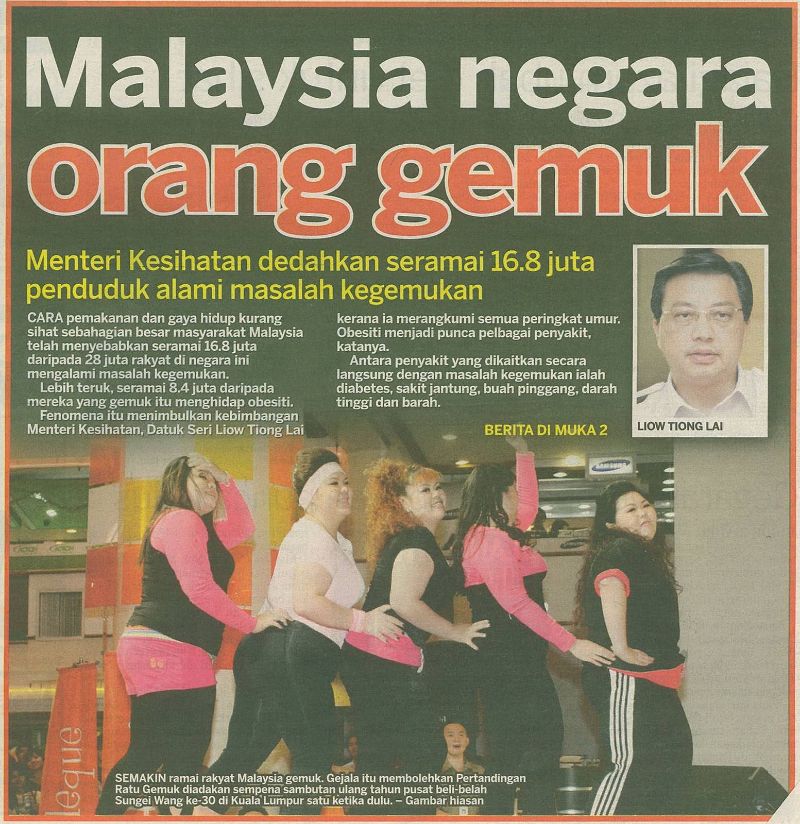 Malaysia negara
orang gemuk
Menteri Kesihatan dedahkan seramai 16.8 juta
penduduk alami masalah kegemukan
CARA pemakanan dan gaya hidup kurang
sihat sebahagian besar masyarakat Malaysia
telah menyebabkan seramai 16.8 juta
daripada 28 juta rakyat di negara ini
mengalami masalah kegemukan.
Lebih teruk, seramai 8.4 juta daripada
mereka yang gemuk itu menghidap obesiti.
Fenomena itu menimbulkan kebimbangan
Menteri Kesihatan, Datuk Seri Liow Tiong Lai
kerana ia merangkumi semua peringkat umur.
Obesiti menjadi punca pelbagai penyakit,
katanya.
Antara penyakit yang dikaitkan secara
langsung dengan masalah kegemukan ialah
diabetes, sakit jantung, buah pinggang, darah
tinggi dan barah.
BERITA DI MUKA 2
LIOW TIONG LAI
SAMSUNG
leque
SEMAKIN ramai rakyat Malaysia gemuk. Gejala itu membolehkan Pertandingan
Ratu Gemuk diadakan sempena sambutan ulang tahun pusat beli-belah
Sungei Wang ke-30 di Kuala Lumpur satu ketika dulu. – Gambar hiasan